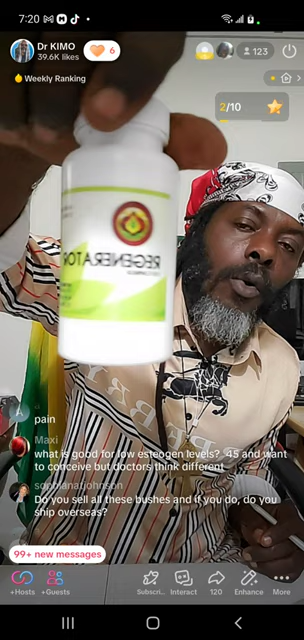 7:20
Dr KIMO
39.6K likes
6
123
Weekly Ranking
2/10
REGENERATOR
pain
Maxi
what is good for low esteogen levels? .45 and want
to conceive but doctors think different
sophianatjohnson
Do you sell all these bushes and if you do, do you
ship overseas?
99+ new messages
+Hosts
+Guests
Subscri...
Interact
120
Enhance
More